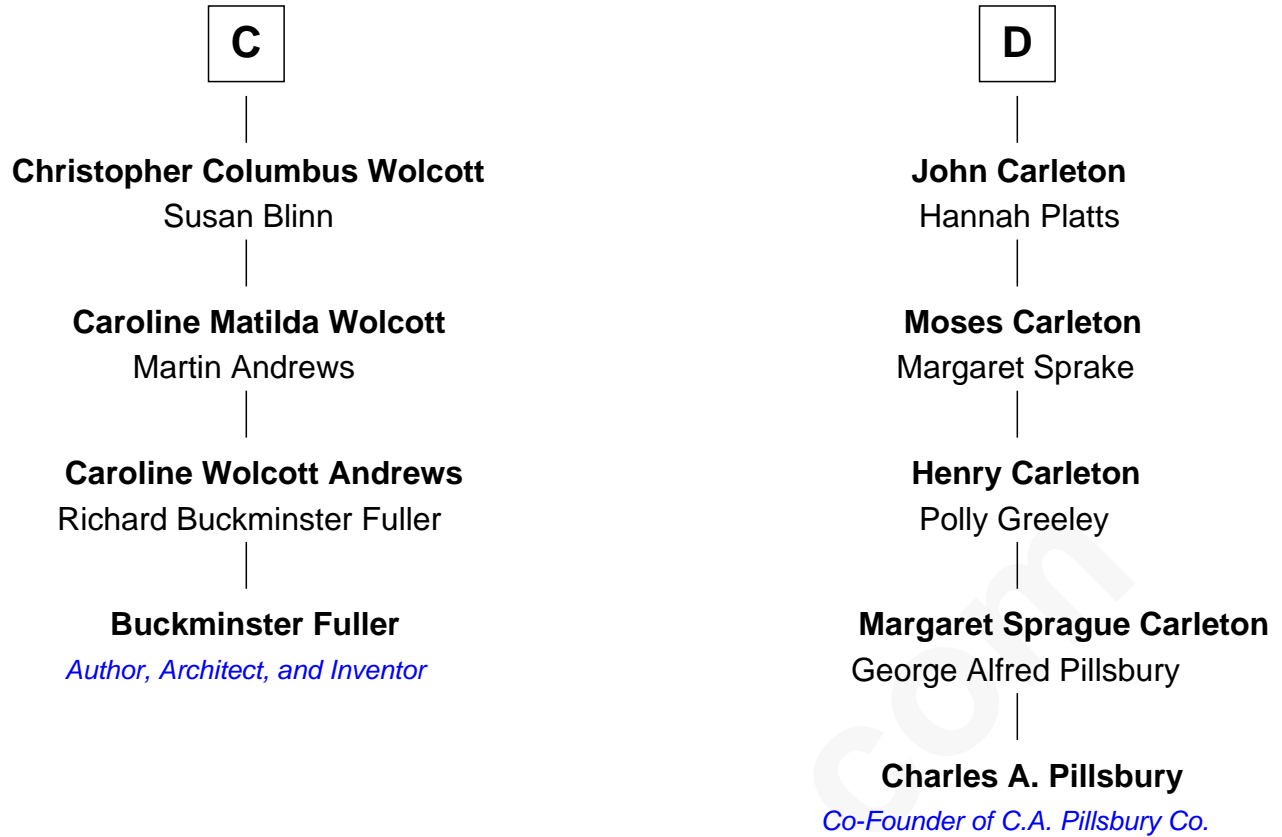 C
Christopher Columbus Wolcott
Susan Blinn
Caroline Matilda Wolcott
Martin Andrews
Caroline Wolcott Andrews
Richard Buckminster Fuller
Buckminster Fuller
Author, Architect, and Inventor
D
John Carleton
Hannah Platts
Moses Carleton
Margaret Sprake
Henry Carleton
Polly Greeley
Margaret Sprague Carleton
George Alfred Pillsbury
Charles A. Pillsbury
Co-Founder of C.A. Pillsbury Co.
com